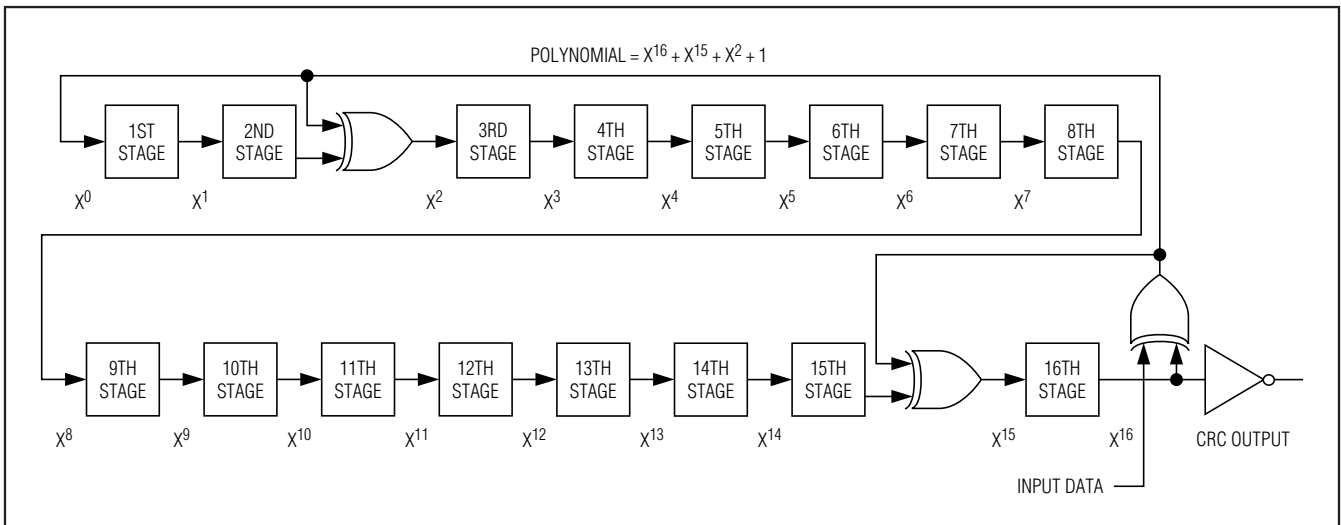 POLYNOMIAL = X16 + X15 + X2 + 1
1ST
STAGE
2ND
STAGE
3RD
STAGE
4TH
STAGE
5TH
STAGE
6TH
STAGE
7TH
STAGE
8TH
STAGE
X0
X1
X2
X3
X4
X5
X6
X7
9TH
STAGE
10TH
STAGE
11TH
STAGE
12TH
STAGE
13TH
STAGE
14TH
STAGE
15TH
STAGE
16TH
STAGE
X8
X9
X10
X11
X12
X13
X14
X15
X16
CRC OUTPUT
INPUT DATA